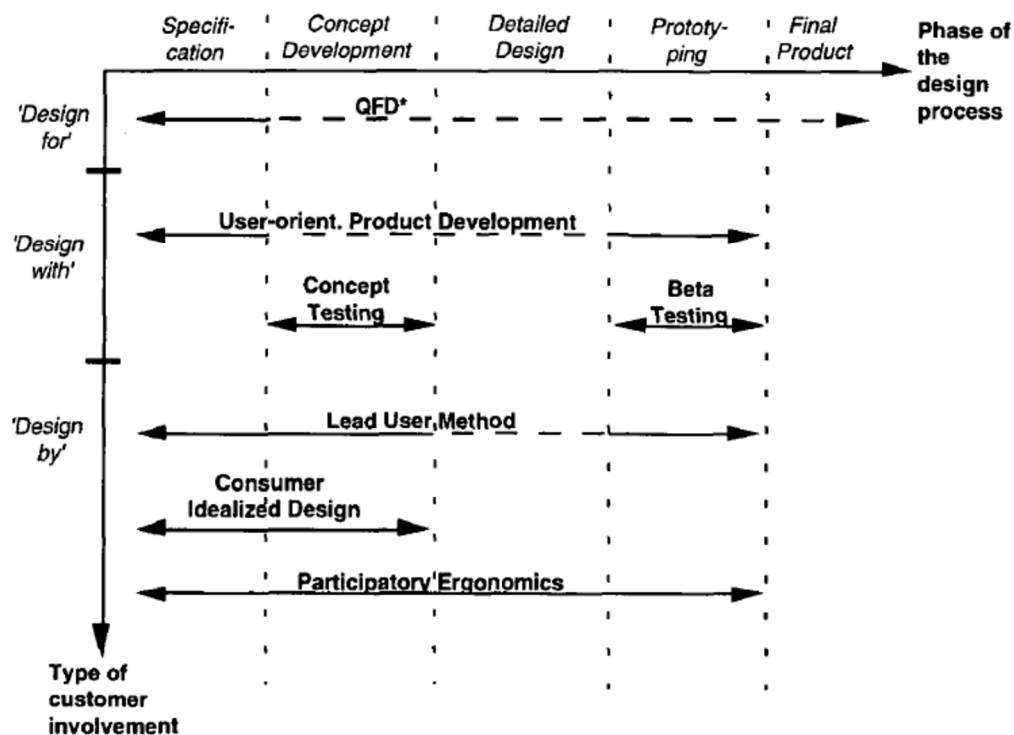 Specifi-
cation
Concept
Development
Detailed
Design
Prototy-
ping
Final
Product
Phase of
the
design
process
'Design
for'
QFD*
'Design
with'
User-orient. Product Development
Concept
Testing
Beta
Testing
'Design
by'
Lead User Method
Consumer
Idealized Design
Participatory Ergonomics
Type of
customer
involvement